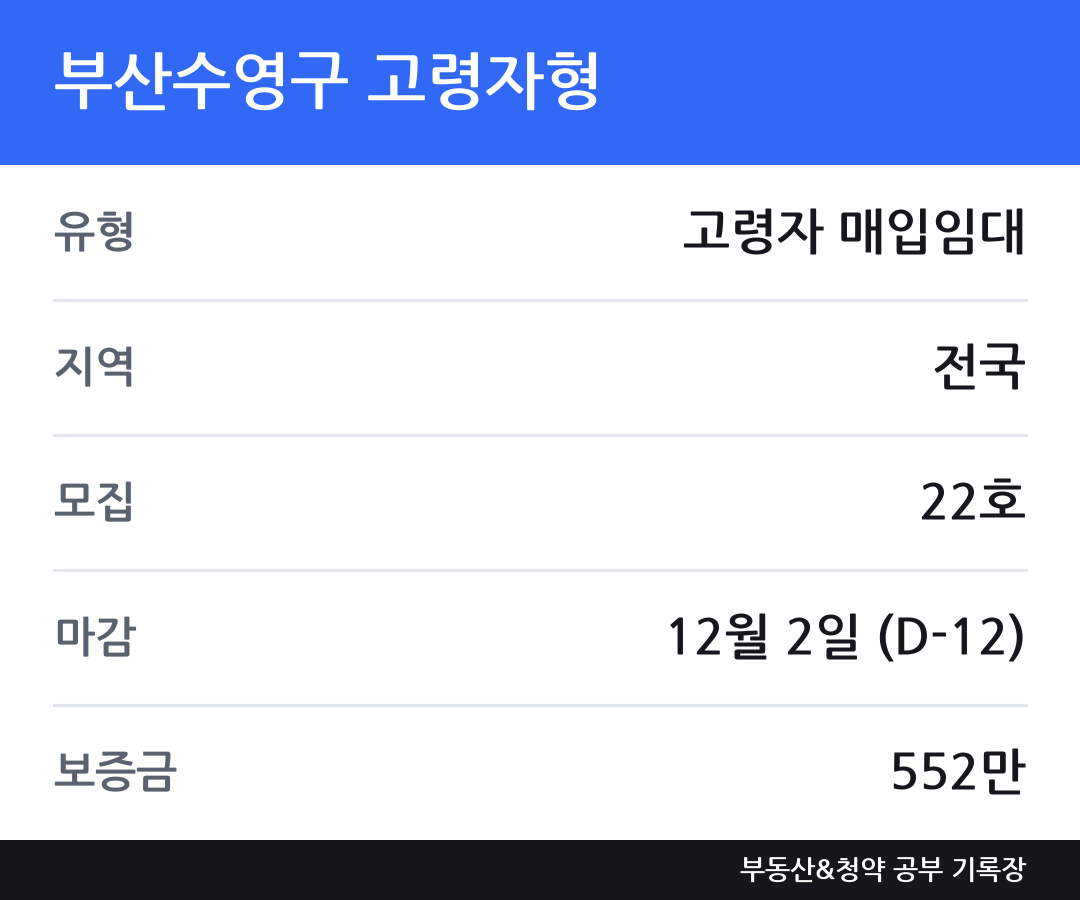 부산수영구 고령자형
유형 고령자 매입임대
지역 전국
모집 22호
마감 12월 2일 (D-12)
보증금 552만
부동산&청약 공부 기록장